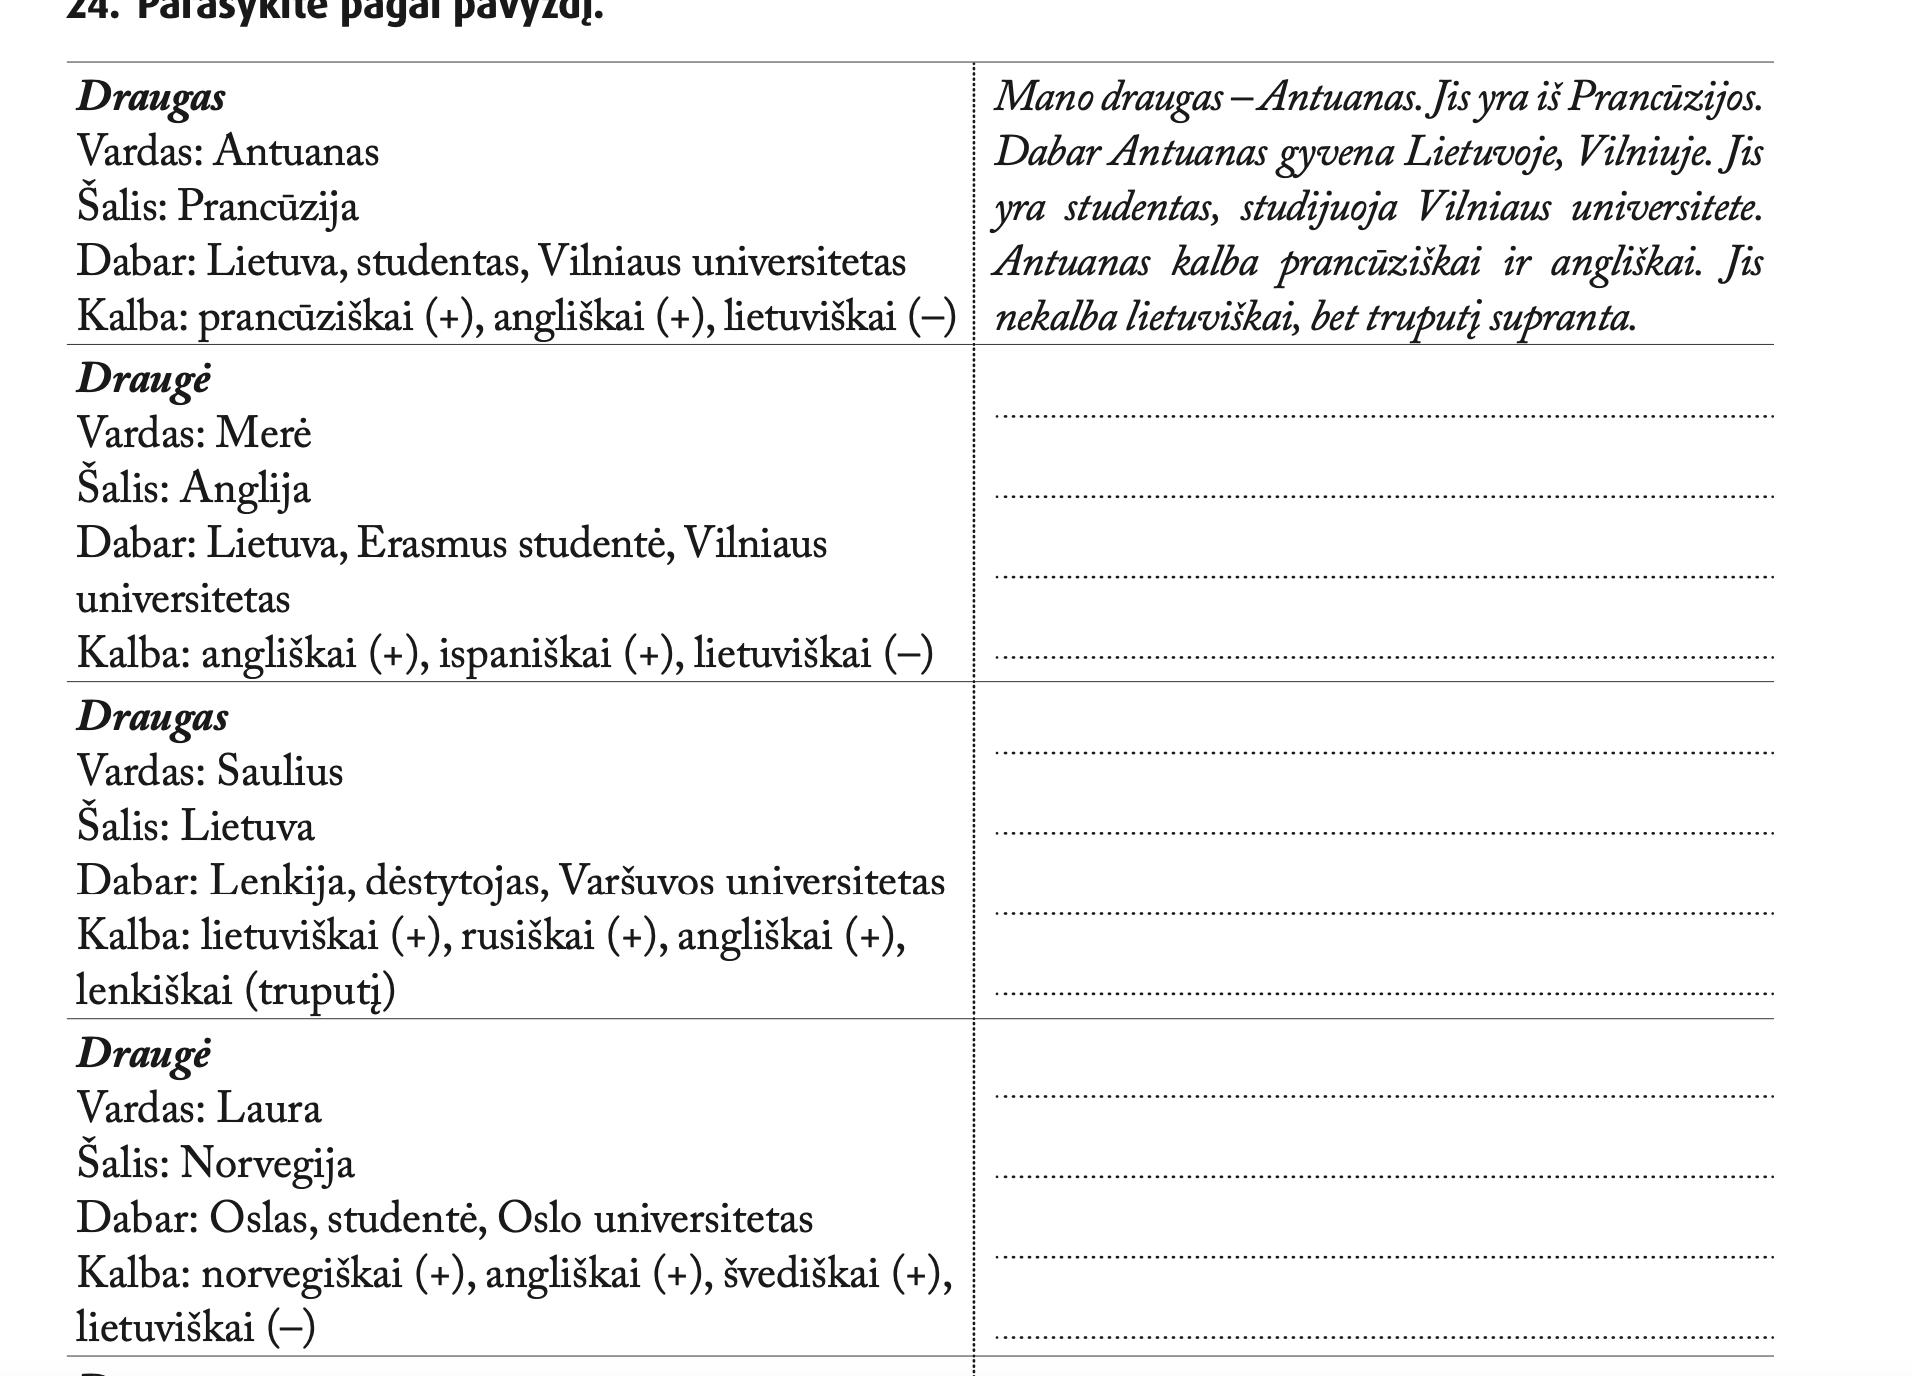 24. Parašykite pagal pavyzdį.
Draugas
Vardas: Antuanas
Šalis: Prancūzija
Dabar: Lietuva, studentas, Vilniaus universitetas
Kalba: prancūziškai (+), angliškai (+), lietuviškai (–)
Mano draugas – Antuanas. Jis yra iš Prancūzijos.
Dabar Antuanas gyvena Lietuvoje, Vilniuje. Jis
yra studentas, studijuoja Vilniaus universitete.
Antuanas kalba prancūziškai ir angliškai. Jis
nekalba lietuviškai, bet truputį supranta.
Draugė
Vardas: Merė
Šalis: Anglija
Dabar: Lietuva, Erasmus studentė, Vilniaus
universitetas
Kalba: angliškai (+), ispaniškai (+), lietuviškai (–)
Draugas
Vardas: Saulius
Šalis: Lietuva
Dabar: Lenkija, dėstytojas, Varšuvos universitetas
Kalba: lietuviškai (+), rusiškai (+), angliškai (+),
lenkiškai (truputį)
Draugė
Vardas: Laura
Šalis: Norvegija
Dabar: Oslas, studentė, Oslo universitetas
Kalba: norvegiškai (+), angliškai (+), švediškai (+),
lietuviškai (–)